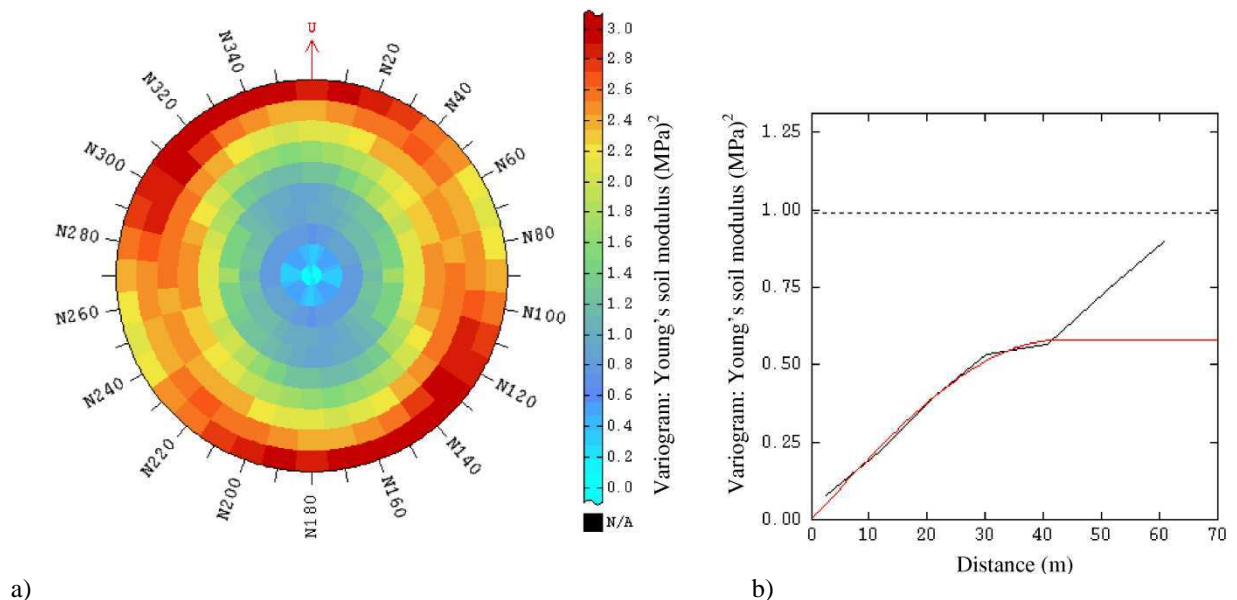 U
N20
N40
N60
N80
N100
N120
N140
N160
N180
N200
N220
N240
N260
N280
N300
N320
N340
3.0
2.8
2.6
2.4
2.2
2.0
1.8
1.6
1.4
1.2
1.0
0.8
0.6
0.4
0.2
0.0
N/A
Variogram: Young's soil modulus (MPa)²
a)
Variogram: Young's soil modulus (MPa)²
1.25
1.00
0.75
0.50
0.25
0.00
0 10 20 30 40 50 60 70
Distance (m)
b)